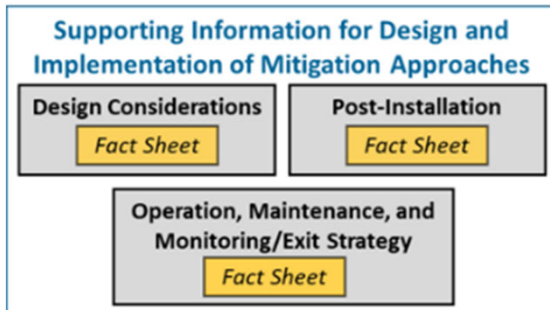 Supporting Information for Design and
Implementation of Mitigation Approaches
Design Considerations
Fact Sheet
Post-Installation
Fact Sheet
Operation, Maintenance, and
Monitoring/Exit Strategy
Fact Sheet